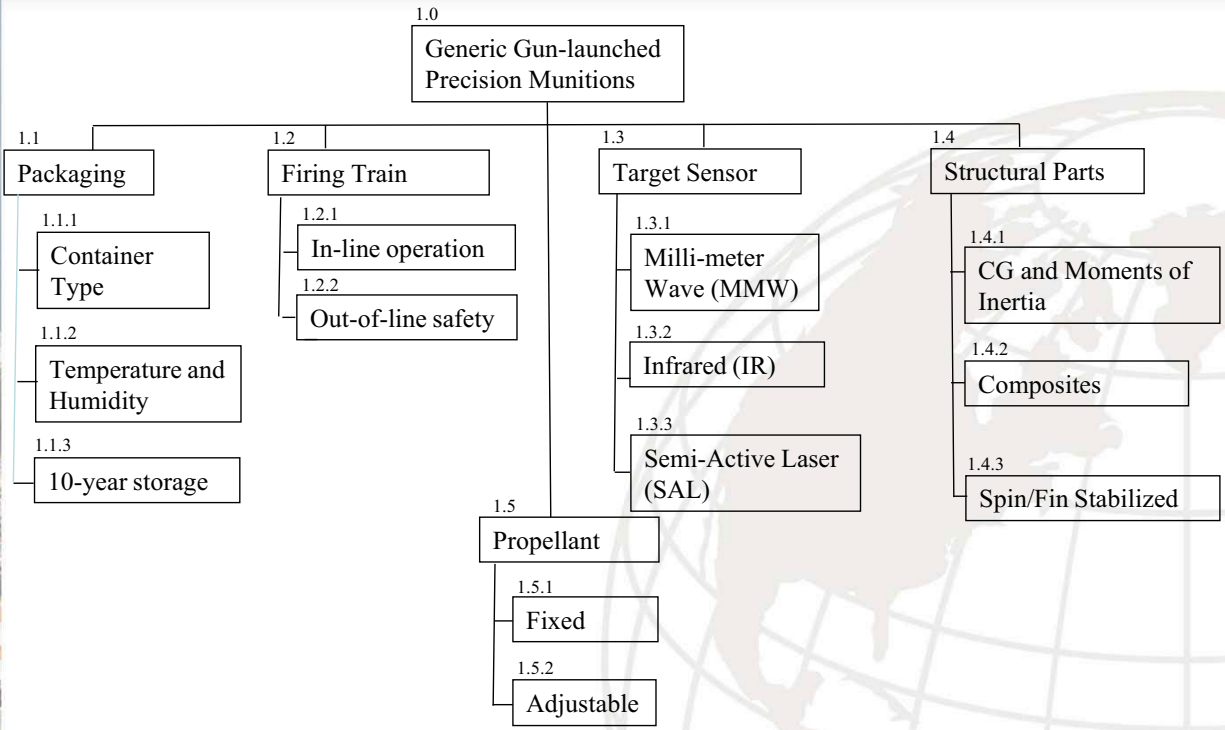 1.0
Generic Gun-launched
Precision Munitions
1.1
Packaging
1.1.1
Container
Type
1.1.2
Temperature and
Humidity
1.1.3
10-year storage
1.2
Firing Train
1.2.1
In-line operation
1.2.2
Out-of-line safety
1.3
Target Sensor
1.3.1
Milli-meter
Wave (MMW)
1.3.2
Infrared (IR)
1.3.3
Semi-Active Laser
(SAL)
1.4
Structural Parts
1.4.1
CG and Moments of
Inertia
1.4.2
Composites
1.4.3
Spin/Fin Stabilized
1.5
Propellant
1.5.1
Fixed
1.5.2
Adjustable